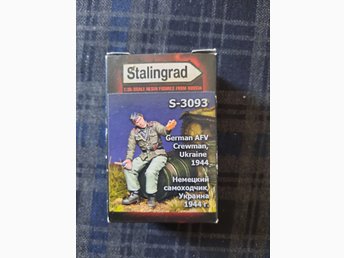 Stalingrad
1:35 SCALE RESIN FIGURES FROM RUSSIA
S-3093
German AFV
Crewman,
Ukraine
1944
Немецкий
самоходчик,
Украина
1944 г.